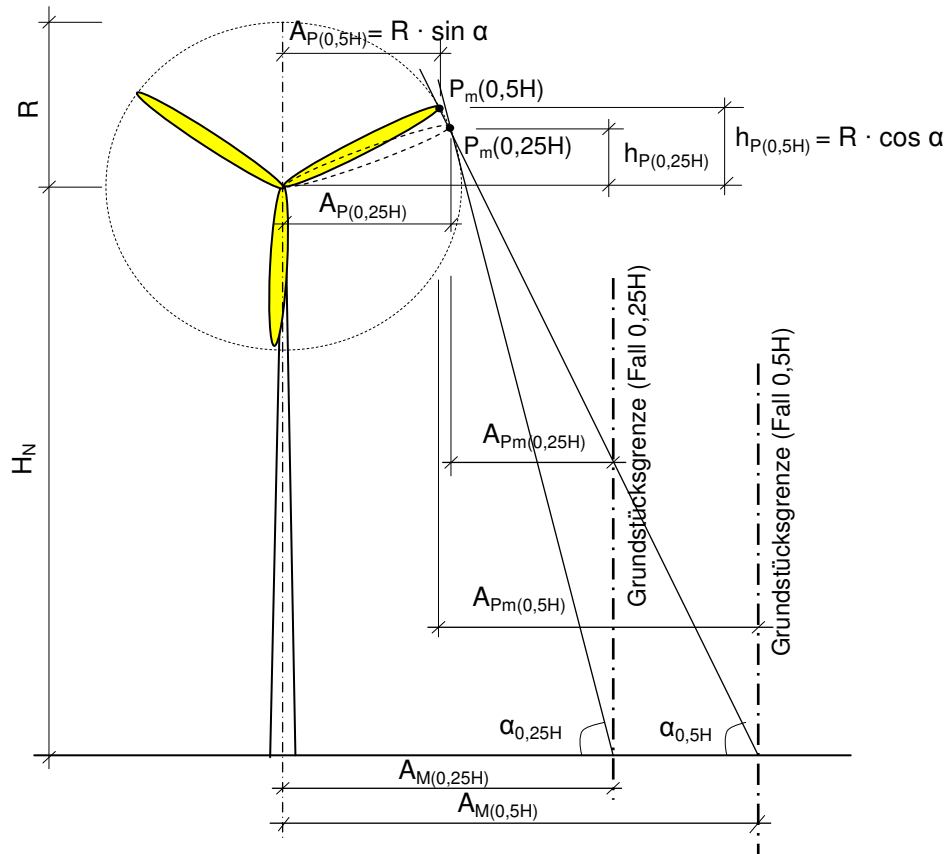 A_P(0,5H) = R · sin α
P_m(0,5H)
P_m(0,25H)
h_P(0,25H)
h_P(0,5H) = R · cos α
R
A_P(0,25H)
H_N
A_Pm(0,25H)
Grundstücksgrenze (Fall 0,25H)
Grundstücksgrenze (Fall 0,5H)
A_Pm(0,5H)
α_0,25H
α_0,5H
A_M(0,25H)
A_M(0,5H)